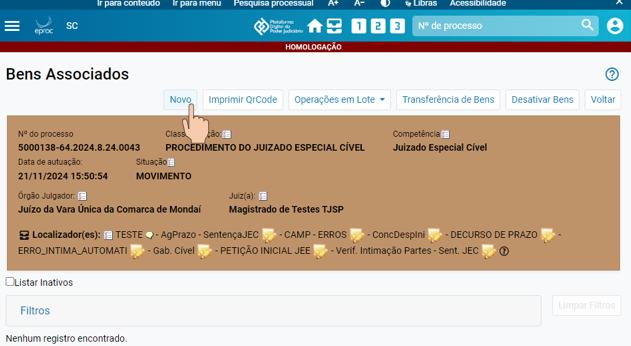 Ir para conteúdo Ir para menu Pesquisa processual A+ A- Libras Acessibilidade
eproc SC Plataforma Digital do Poder Judiciário 1 2 3 Nº de processo
HOMOLOGAÇÃO
Bens Associados
Novo Imprimir QrCode Operações em Lote Transferência de Bens Desativar Bens Voltar
Nº do processo Class ção: Competência
5000138-64.2024.8.24.0043 PROCEDIMENTO DO JUIZADO ESPECIAL CÍVEL Juizado Especial Cível
Data de autuação: Situação
21/11/2024 15:50:54 MOVIMENTO
Órgão Julgador: Juiz(a):
Juízo da Vara Única da Comarca de Mondaí Magistrado de Testes TJSP
Localizador(es): TESTE - AgPrazo - SentençaJEC - CAMP - ERROS - ConcDespIni - DECURSO DE PRAZO -
ERRO_INTIMA_AUTOMATI - Gab. Cível - PETIÇÃO INICIAL JEE - Verif. Intimação Partes - Sent. JEC
Listar Inativos
Filtros Limpar Filtros
Nenhum registro encontrado.